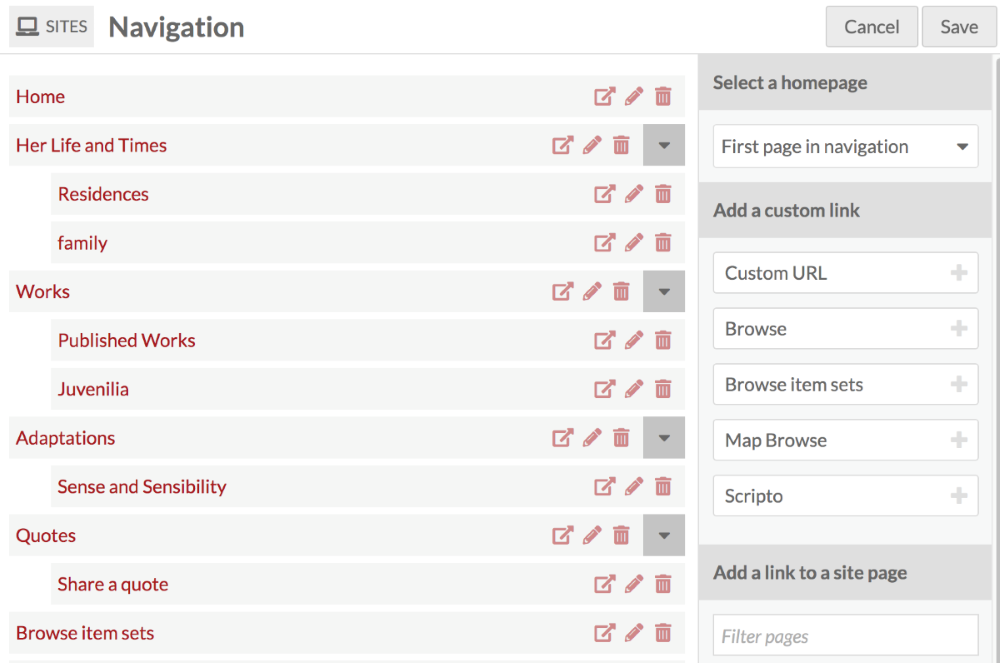 SITES Navigation
Cancel Save
Home
Her Life and Times
Residences
family
Works
Published Works
Juvenilia
Adaptations
Sense and Sensibility
Quotes
Share a quote
Browse item sets
Select a homepage
First page in navigation
Add a custom link
Custom URL
Browse
Browse item sets
Map Browse
Scripto
Add a link to a site page
Filter pages